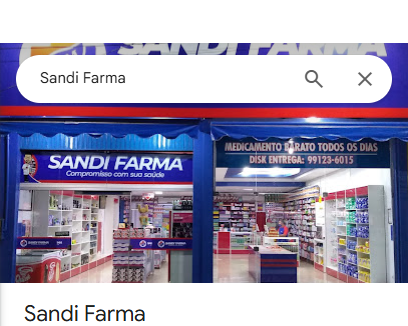 SANDI FARMA
Sandi Farma
MEDICAMENTO BARATO TODOS OS DIAS
DISK ENTREGA: 99123-6015
SANDI FARMA
Compromisso com sua saúde
Sandi Farma